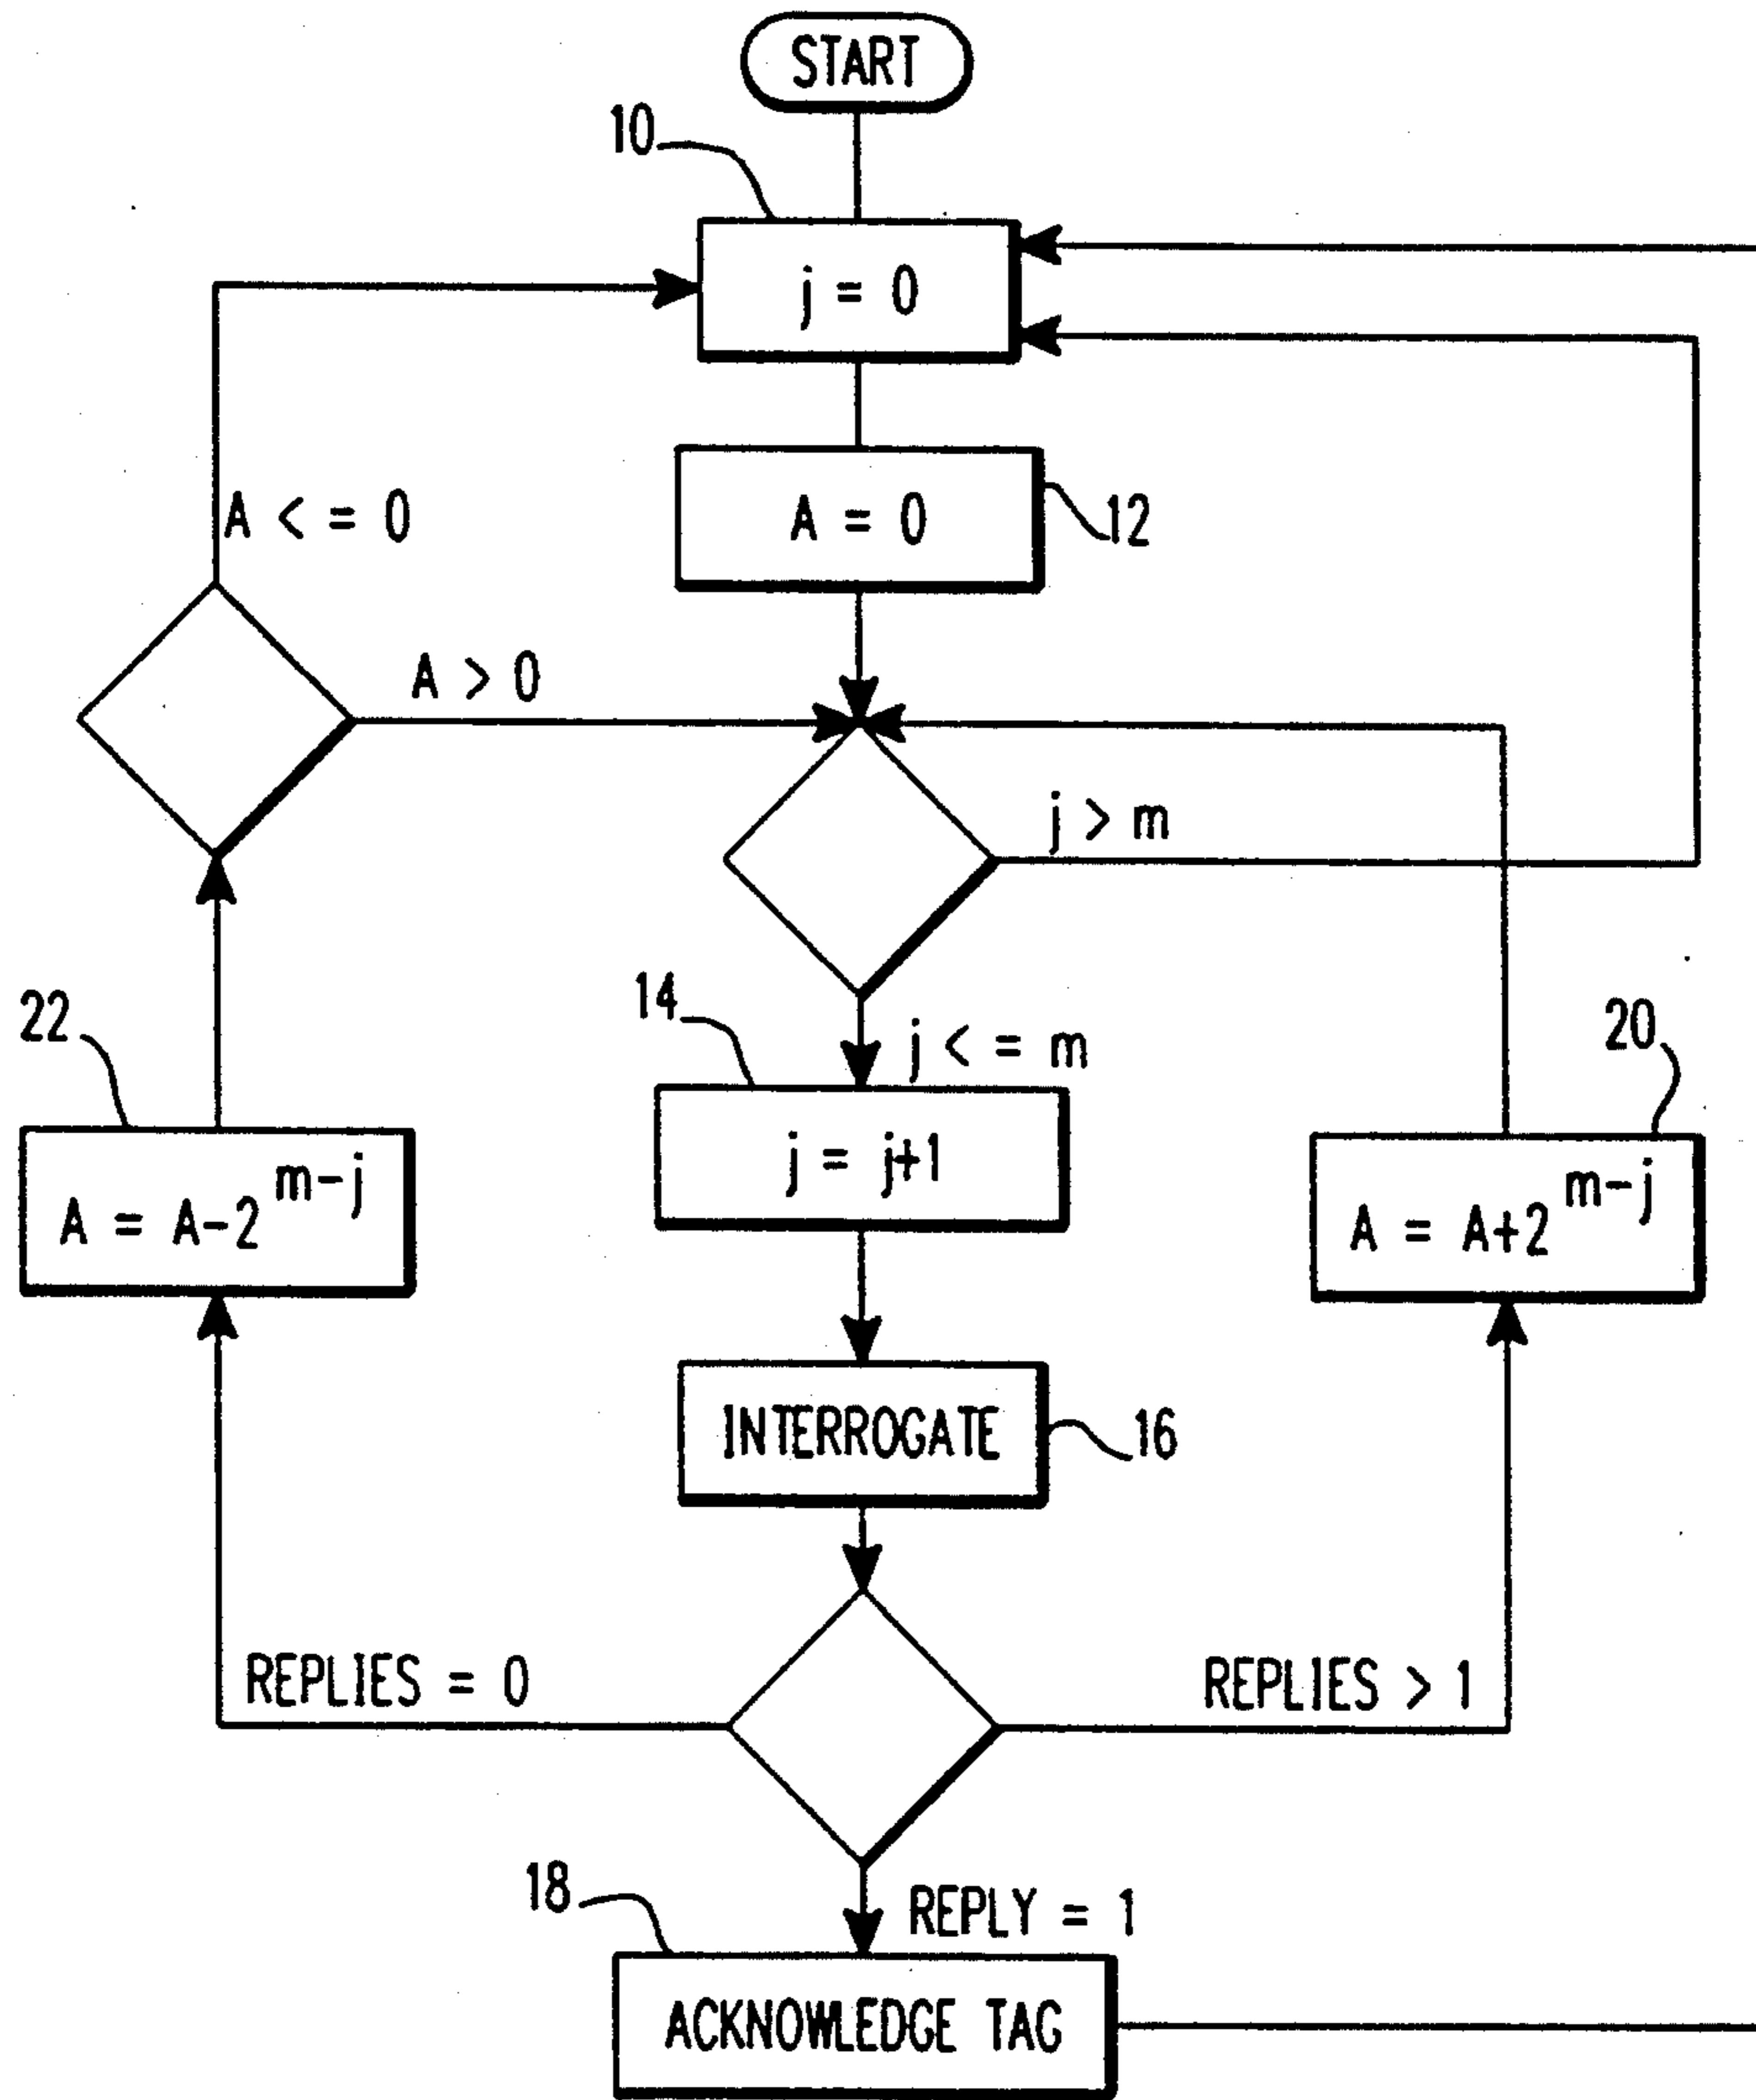 START
10
j = 0
A = 0
12
A < = 0
A > 0
j > m
14
j < = m
22
20
A = A-2^m-j
j = j+1
A = A+2^m-j
INTERROGATE
16
REPLIES = 0
REPLIES > 1
18
REPLY = 1
ACKNOWLEDGE TAG